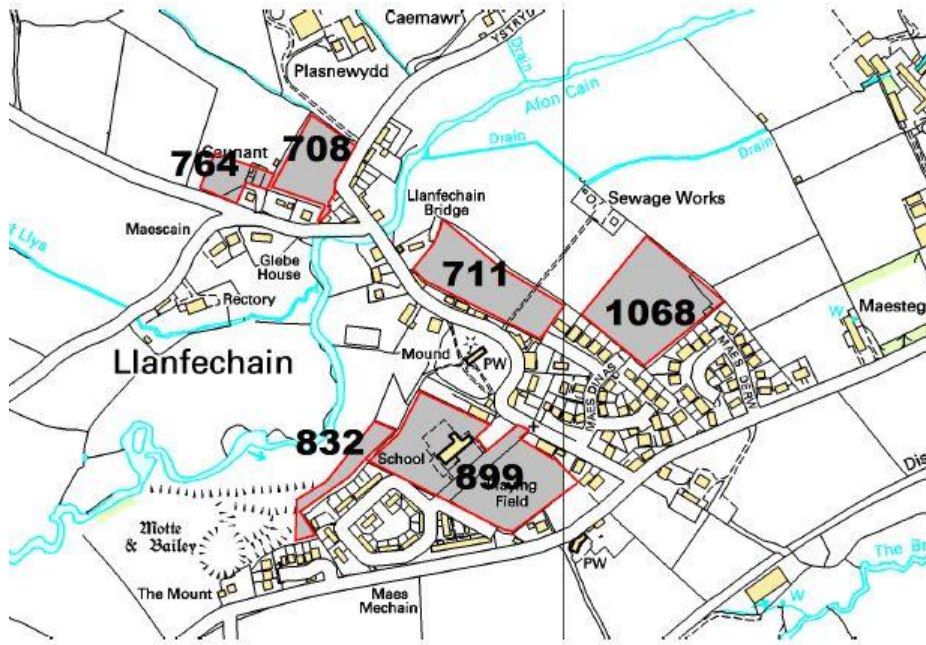 Caemawr
YSTRYD
Plasnewydd
Drain
Afon Cain
708
764
Drain
Drain
Llanfechain
Bridge
Sewage Works
Maescain
Llys
Glebe
House
711
Rectory
1068
Maesteg
W
Llanfechain
Mound
PW
MAES DINAS
MAES DERW
832
School
899
Playing
Field
Dis
Motte
& Bailey
PW
The Br
The Mount
Maes
Mechain
W